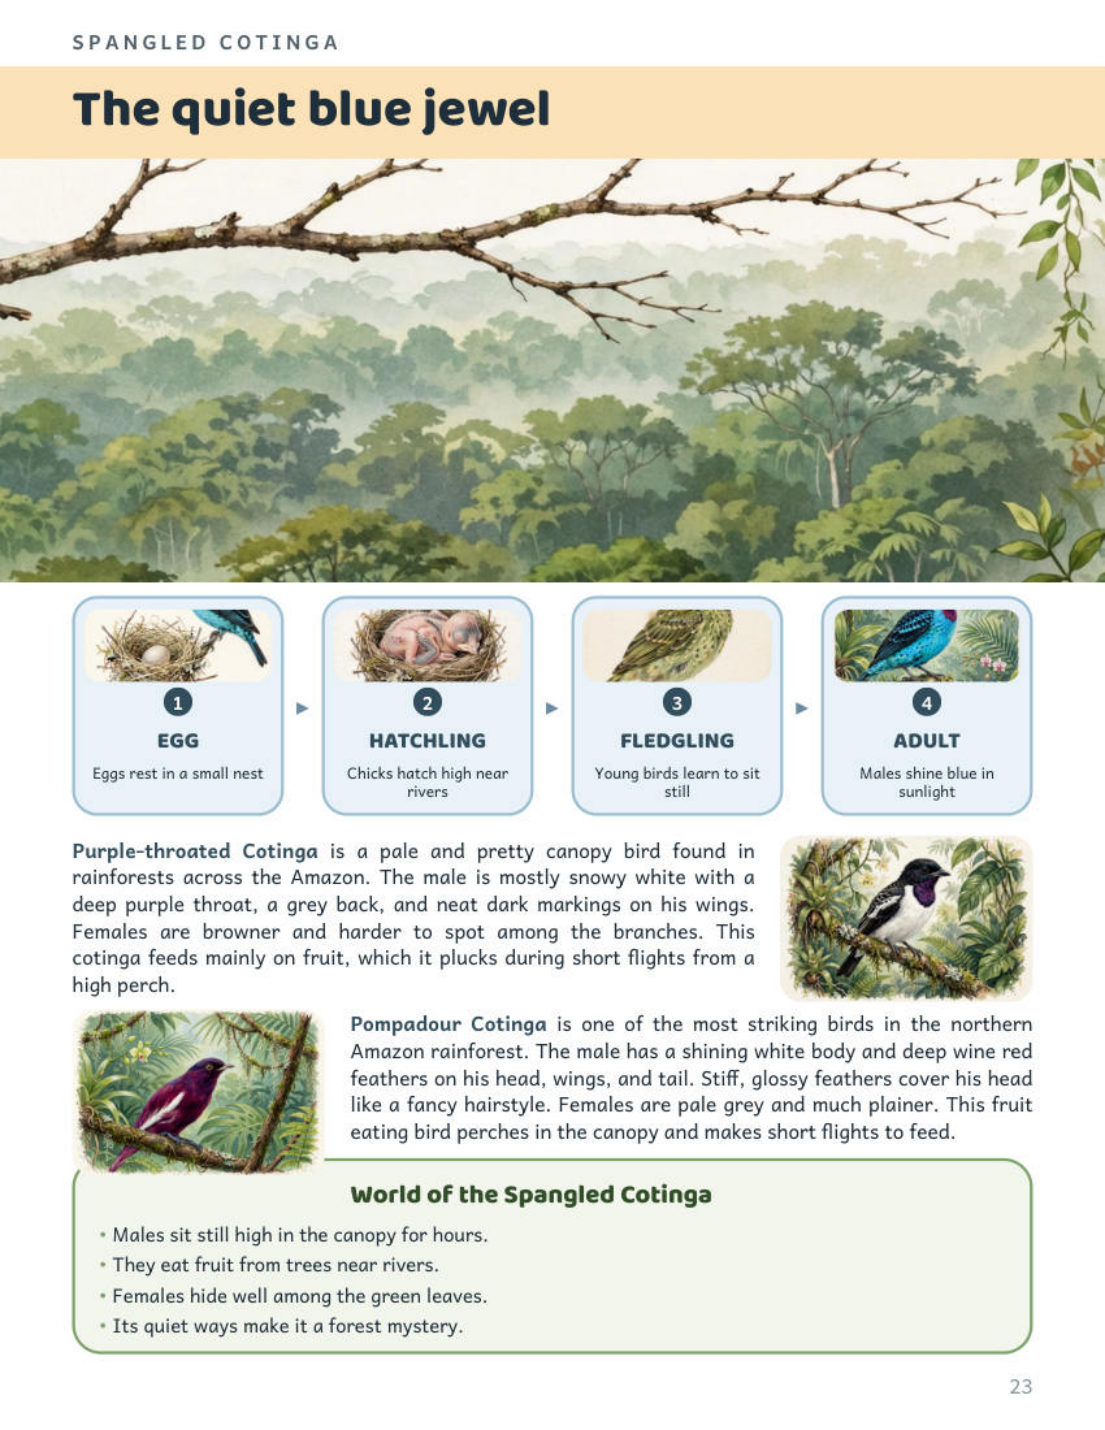 SPANGLED COTINGA
The quiet blue jewel
1
EGG
Eggs rest in a small nest
2
HATCHLING
Chicks hatch high near
rivers
3
FLEDGLING
Young birds learn to sit
still
4
ADULT
Males shine blue in
sunlight
Purple-throated Cotinga is a pale and pretty canopy bird found in
rainforests across the Amazon. The male is mostly snowy white with a
deep purple throat, a grey back, and neat dark markings on his wings.
Females are browner and harder to spot among the branches. This
cotinga feeds mainly on fruit, which it plucks during short flights from a
high perch.
Pompadour Cotinga is one of the most striking birds in the northern
Amazon rainforest. The male has a shining white body and deep wine red
feathers on his head, wings, and tail. Stiff, glossy feathers cover his head
like a fancy hairstyle. Females are pale grey and much plainer. This fruit
eating bird perches in the canopy and makes short flights to feed.
World of the Spangled Cotinga
• Males sit still high in the canopy for hours.
• They eat fruit from trees near rivers.
• Females hide well among the green leaves.
• Its quiet ways make it a forest mystery.
23